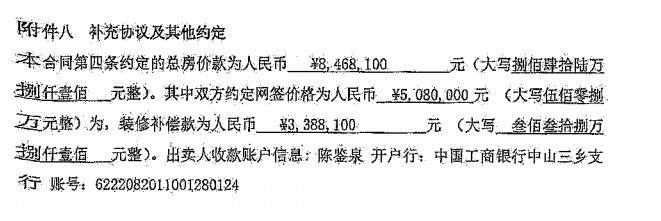 附件八 补充协议及其他约定
本合同第四条约定的总房价款为人民币 ¥8,468,100 元（大写捌佰肆拾陆万
捌仟壹佰 元整）。其中双方约定网签价格为人民币 ¥5,080,000 元 （大写伍佰零捌
万元整）为，装修补偿款为人民币 ¥3,388,100 元 （大写 叁佰叁拾捌万
捌仟壹佰 元整）。出卖人收款账户信息：陈鉴泉 开户行：中国工商银行中山三乡支
行 账号：6222082011001280124